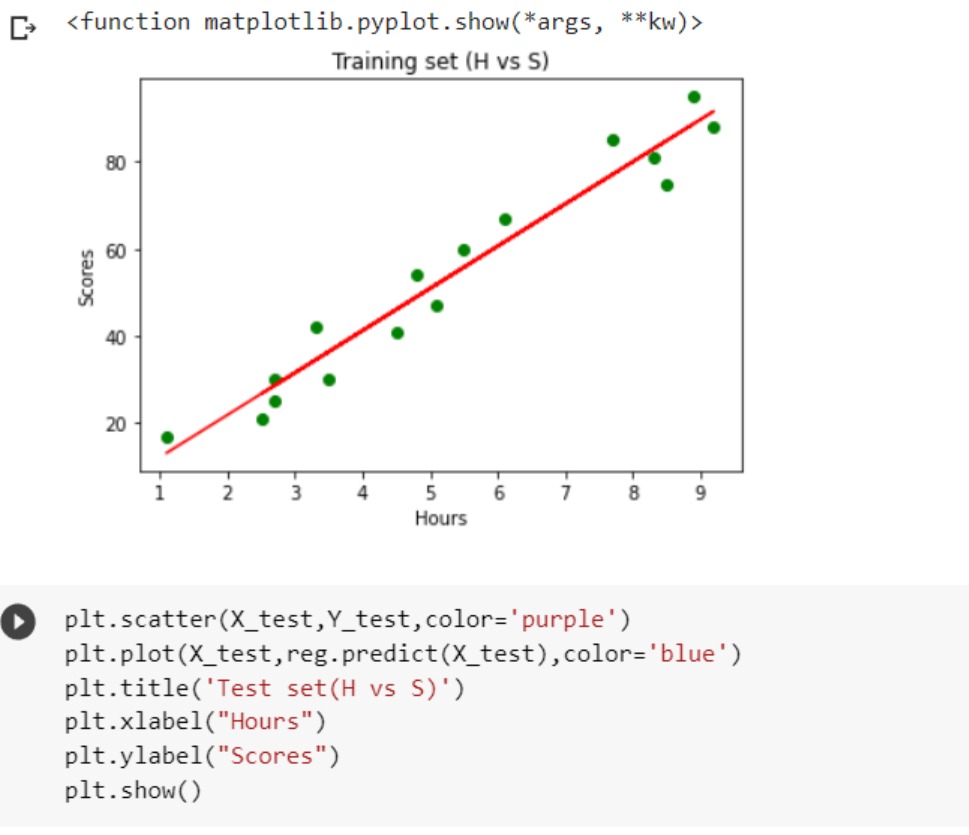 <function matplotlib.pyplot.show(*args, **kw)>
Training set (H vs S)
80
60
40
20
Scores
1 2 3 4 5 6 7 8 9
Hours
plt.scatter(X_test,Y_test,color='purple')
plt.plot(X_test,reg.predict(X_test),color='blue')
plt.title('Test set(H vs S)')
plt.xlabel("Hours")
plt.ylabel("Scores")
plt.show()